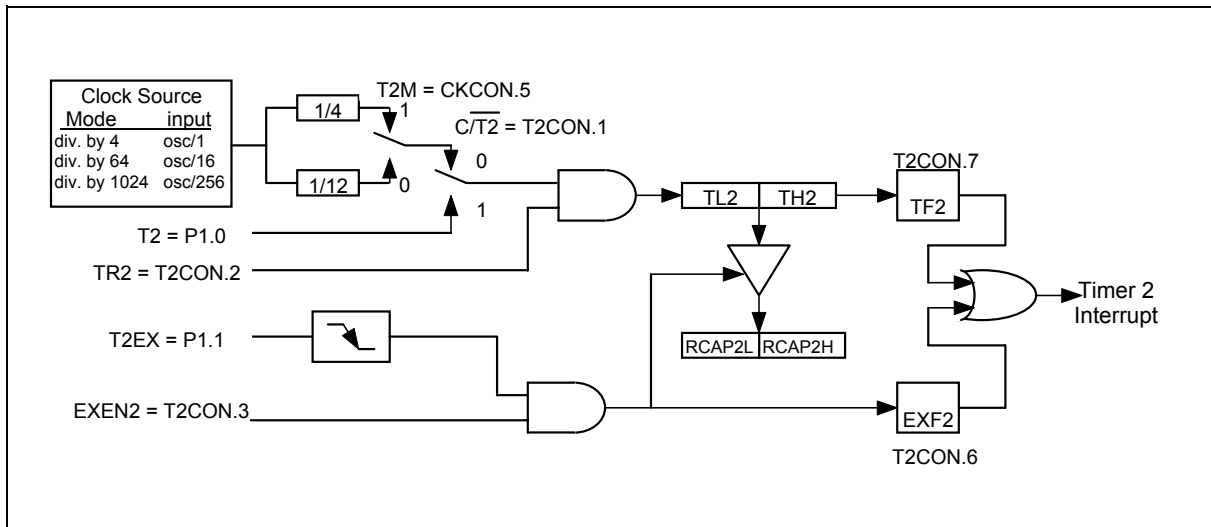 Clock Source
Mode input
div. by 4 osc/1
div. by 64 osc/16
div. by 1024 osc/256
1/4
1/12
T2M = CKCON.5
1
0
C/T2 = T2CON.1
0
1
T2 = P1.0
TR2 = T2CON.2
T2EX = P1.1
EXEN2 = T2CON.3
TL2 TH2
RCAP2L RCAP2H
T2CON.7
TF2
EXF2
T2CON.6
Timer 2
Interrupt